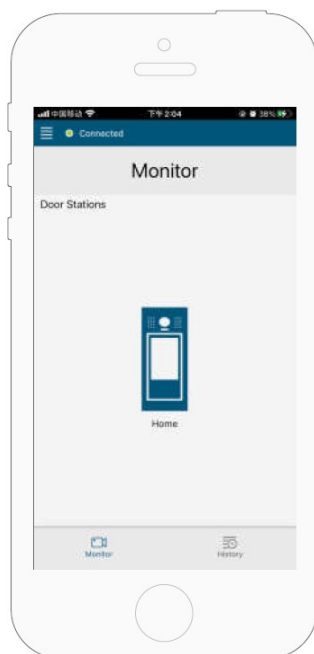 中国移动 下午2:04 38%
Connected
Monitor
Door Stations
Home
Monitor History